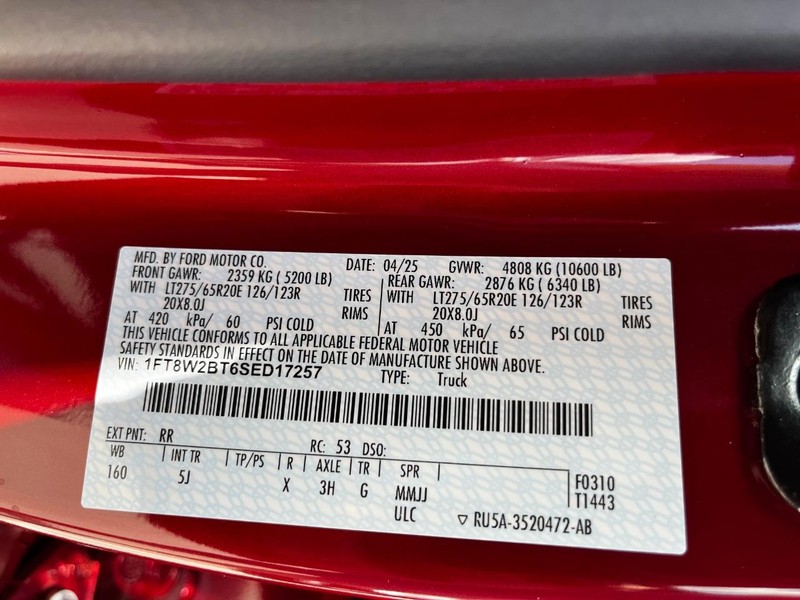 MFD. BY FORD MOTOR CO. DATE: 04/25 GVWR: 4808 KG (10600 LB)
FRONT GAWR: 2359 KG ( 5200 LB) REAR GAWR: 2876 KG ( 6340 LB)
WITH LT275/65R20E 126/123R TIRES WITH LT275/65R20E 126/123R TIRES
20X8.0J RIMS 20X8.0J RIMS
AT 420 kPa/ 60 PSI COLD AT 450 kPa/ 65 PSI COLD
THIS VEHICLE CONFORMS TO ALL APPLICABLE FEDERAL MOTOR VEHICLE
SAFETY STANDARDS IN EFFECT ON THE DATE OF MANUFACTURE SHOWN ABOVE.
VIN: 1FT8W2BT6SED17257 TYPE: Truck
EXT PNT: RR RC: 53 DSO:
WB INT TR TP/PS R AXLE TR SPR
160 5J X 3H G MMJJ F0310
ULC T1443
▽ RU5A-3520472-AB